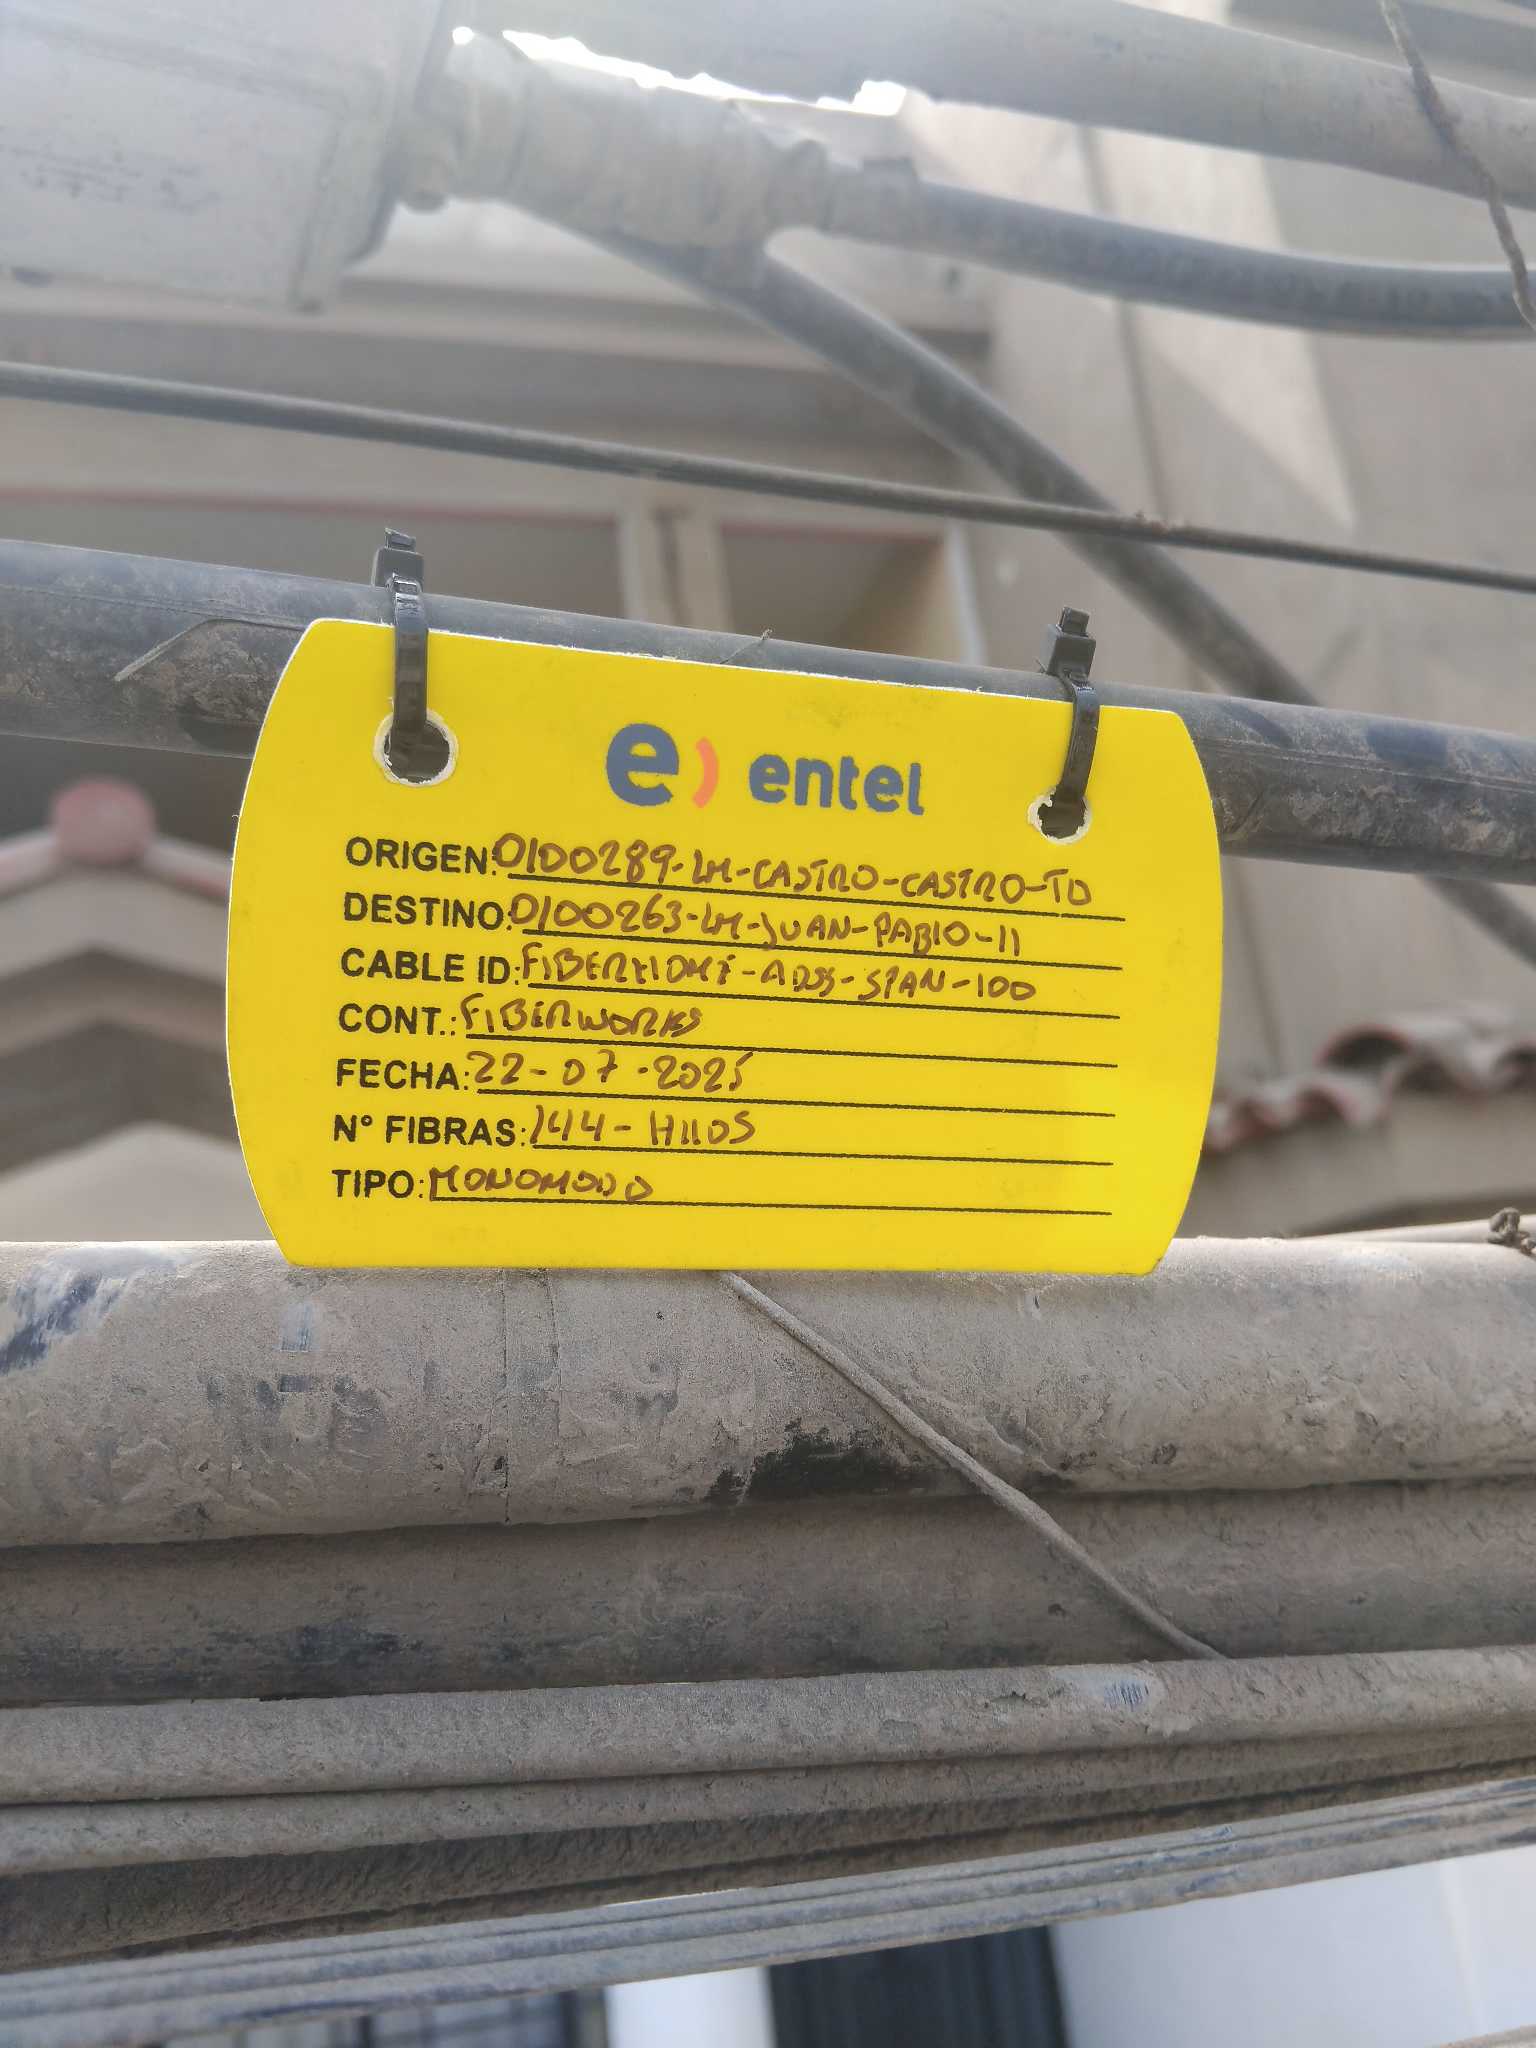 e) entel
ORIGEN: 0100289-LM-CASTRO-CASTRO-TD
DESTINO: 0100263-LM-JUAN-PABlO-11
CABLE ID: FIBERHOME-ADSS-SPAN-100
CONT.: FIBERWORKS
FECHA: 22-07-2025
N° FIBRAS: 144-HIlOS
TIPO: MONOMODO